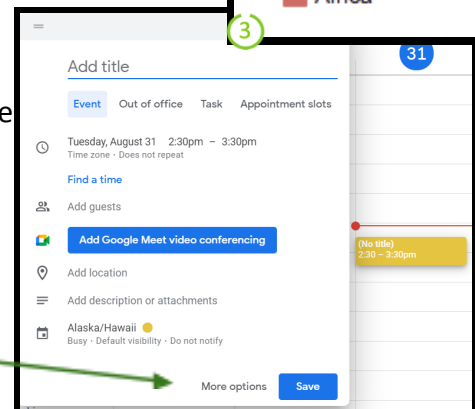 Africa
3
31
Add title
e
Event Out of office Task Appointment slots
Tuesday, August 31 2:30pm – 3:30pm
Time zone · Does not repeat
Find a time
Add guests
Add Google Meet video conferencing
(No title)
2:30 – 3:30pm
Add location
Add description or attachments
Alaska/Hawaii
Busy · Default visibility · Do not notify
More options Save